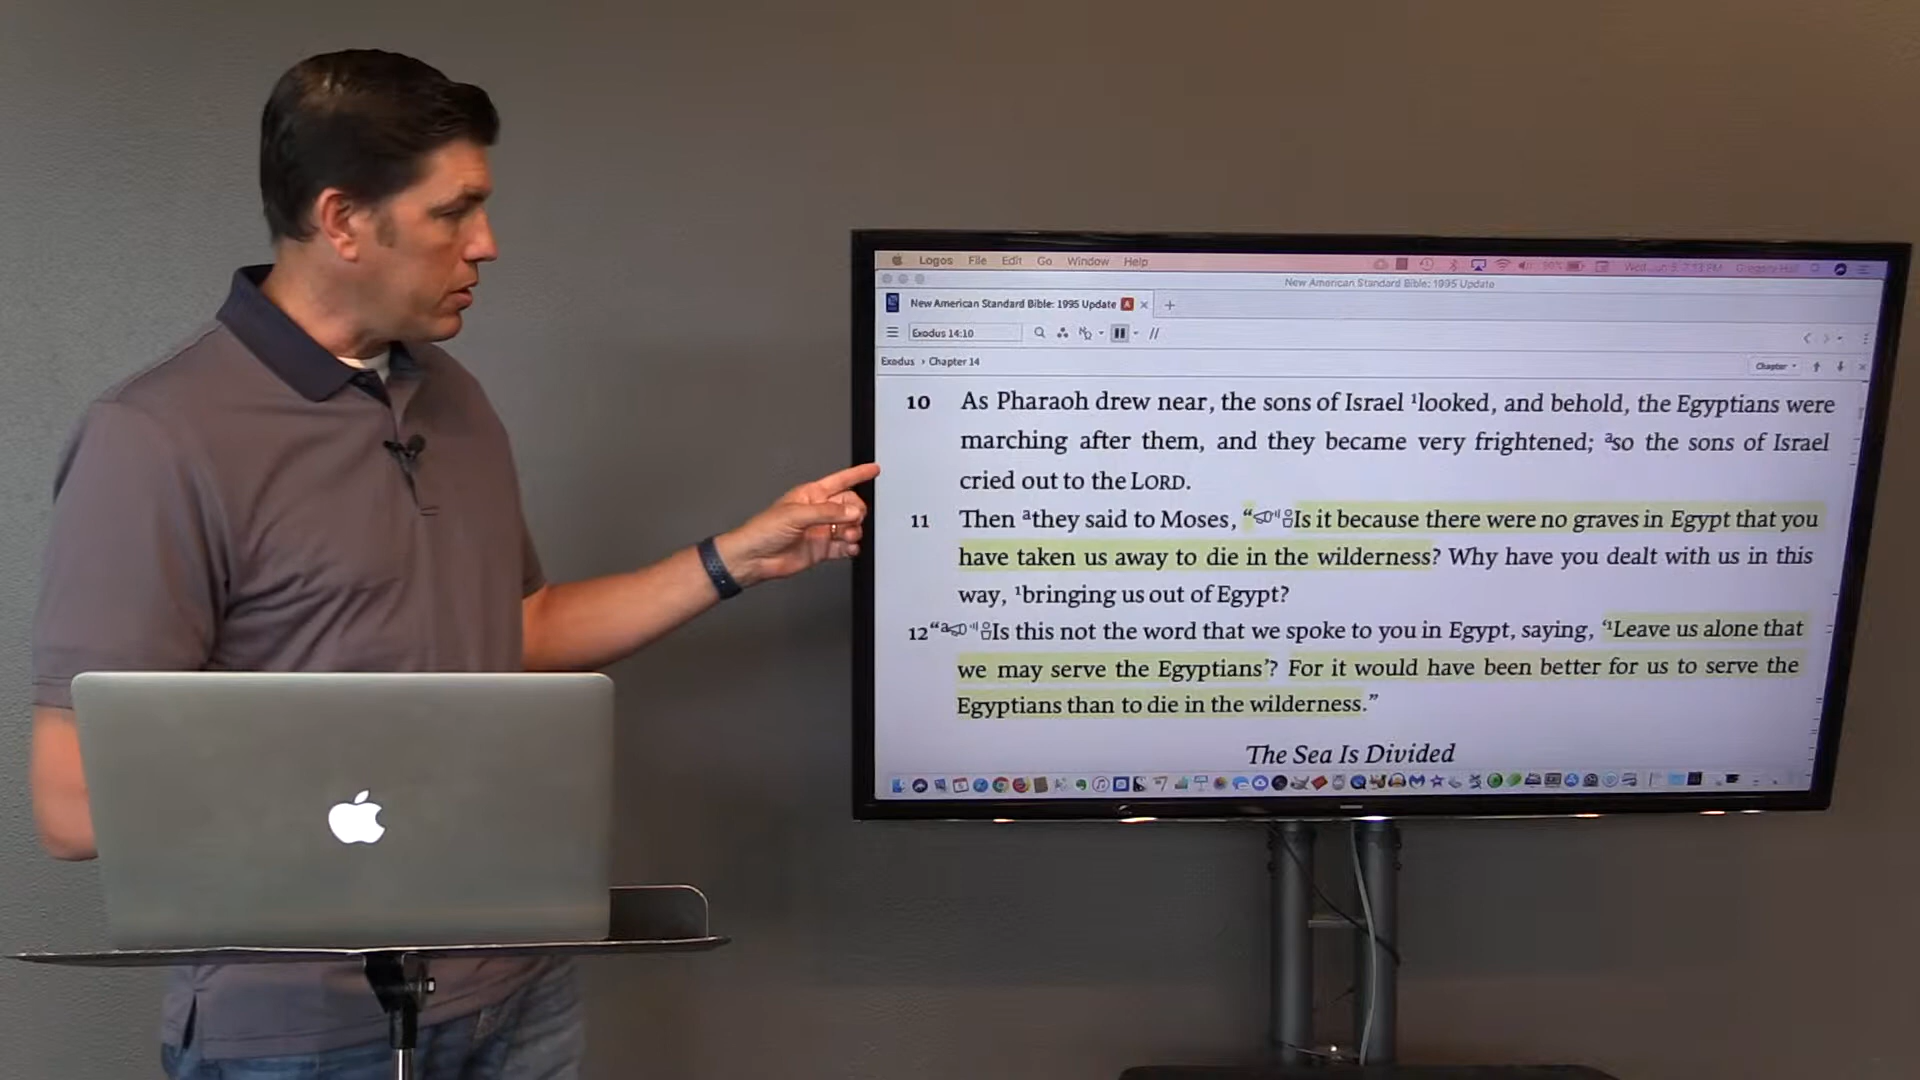 Logos File Edit Go Window Help
New American Standard Bible: 1995 Update
New American Standard Bible: 1995 Update A × +
Exodus 14:10
Exodus › Chapter 14
Chapter
10 As Pharaoh drew near, the sons of Israel ¹looked, and behold, the Egyptians were
marching after them, and they became very frightened; ᵃso the sons of Israel
cried out to the LORD.
11 Then ᵃthey said to Moses, “Is it because there were no graves in Egypt that you
have taken us away to die in the wilderness? Why have you dealt with us in this
way, ¹bringing us out of Egypt?
12 “ᵃIs this not the word that we spoke to you in Egypt, saying, ‘¹Leave us alone that
we may serve the Egyptians’? For it would have been better for us to serve the
Egyptians than to die in the wilderness.”
The Sea Is Divided